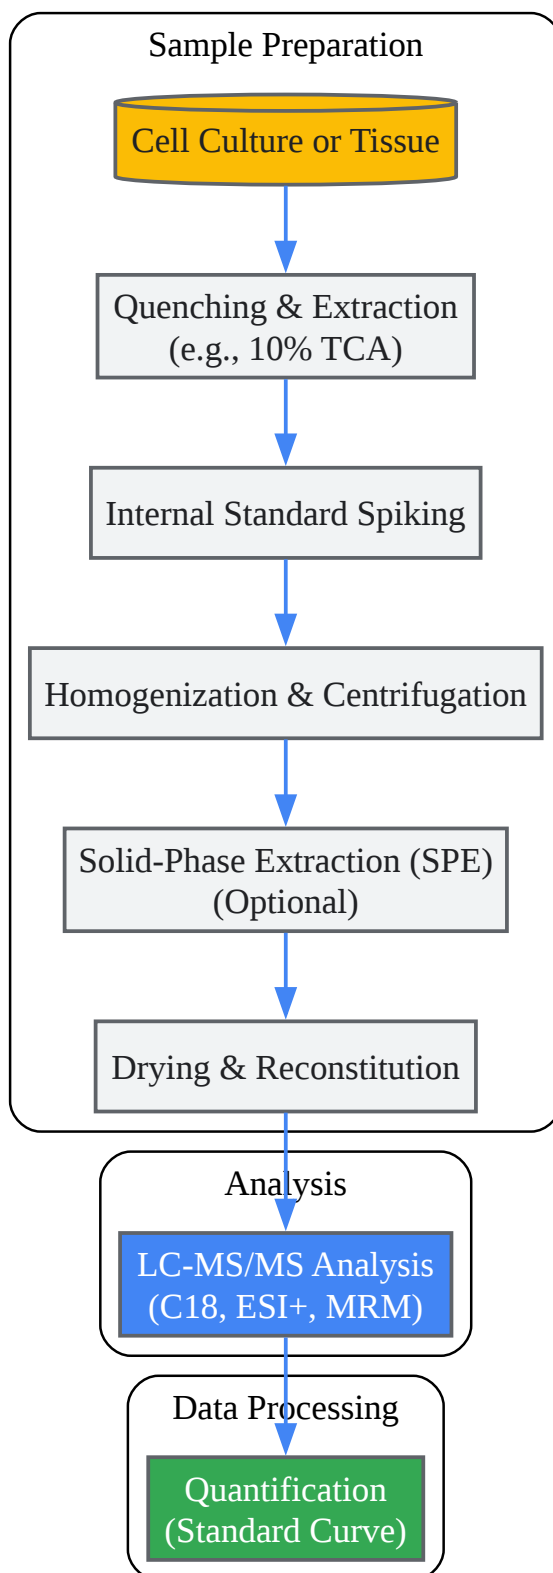 Sample Preparation
Cell Culture or Tissue
Quenching & Extraction
(e.g., 10% TCA)
Internal Standard Spiking
Homogenization & Centrifugation
Solid-Phase Extraction (SPE)
(Optional)
Drying & Reconstitution
Analysis
LC-MS/MS Analysis
(C18, ESI+, MRM)
Data Processing
Quantification
(Standard Curve)